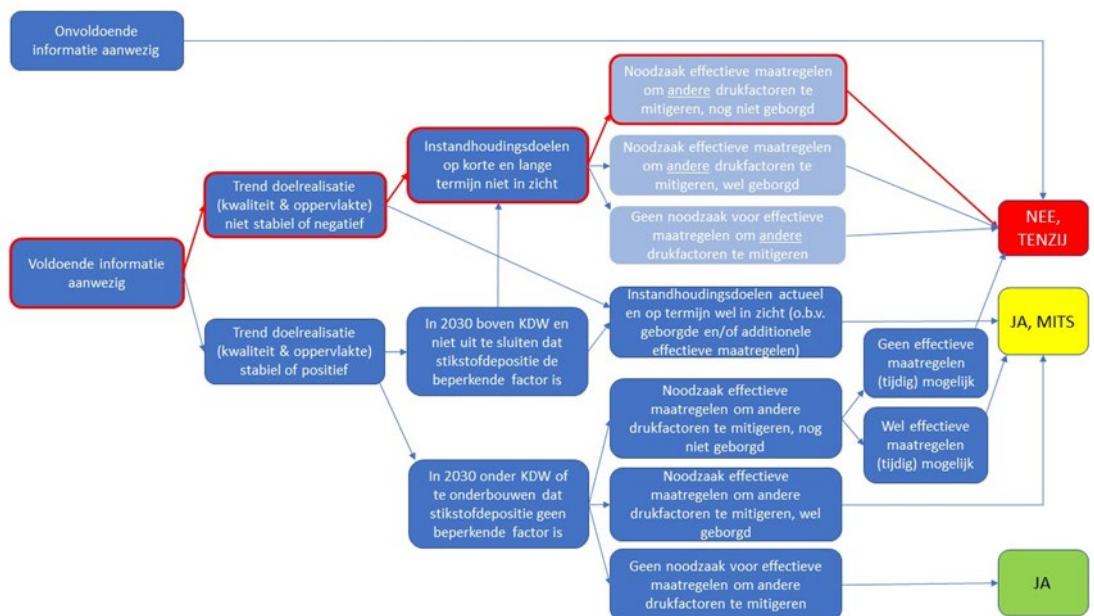 Onvoldoende
informatie aanwezig
Noodzaak effectieve maatregelen
om andere drukfactoren te
mitigeren, nog niet geborgd
Instandhoudingsdoelen
op korte en lange
termijn niet in zicht
Noodzaak effectieve maatregelen
om andere drukfactoren te
mitigeren, wel geborgd
Trend doelrealisatie
(kwaliteit & oppervlakte)
niet stabiel of negatief
Geen noodzaak voor effectieve
maatregelen om andere
drukfactoren te mitigeren
NEE,
TENZIJ
Voldoende informatie
aanwezig
Trend doelrealisatie
(kwaliteit & oppervlakte)
stabiel of positief
In 2030 boven KDW en
niet uit te sluiten dat
stikstofdepositie de
beperkende factor is
Instandhoudingsdoelen actueel
en op termijn wel in zicht (o.b.v.
geborgde en/of additionele
effectieve maatregelen)
JA, MITS
Geen effectieve
maatregelen
(tijdig) mogelijk
Noodzaak effectieve
maatregelen om andere
drukfactoren te mitigeren, nog
niet geborgd
Wel effectieve
maatregelen
(tijdig) mogelijk
In 2030 onder KDW of
te onderbouwen dat
stikstofdepositie geen
beperkende factor is
Noodzaak effectieve
maatregelen om andere
drukfactoren te mitigeren, wel
geborgd
Geen noodzaak voor effectieve
maatregelen om andere
drukfactoren te mitigeren
JA